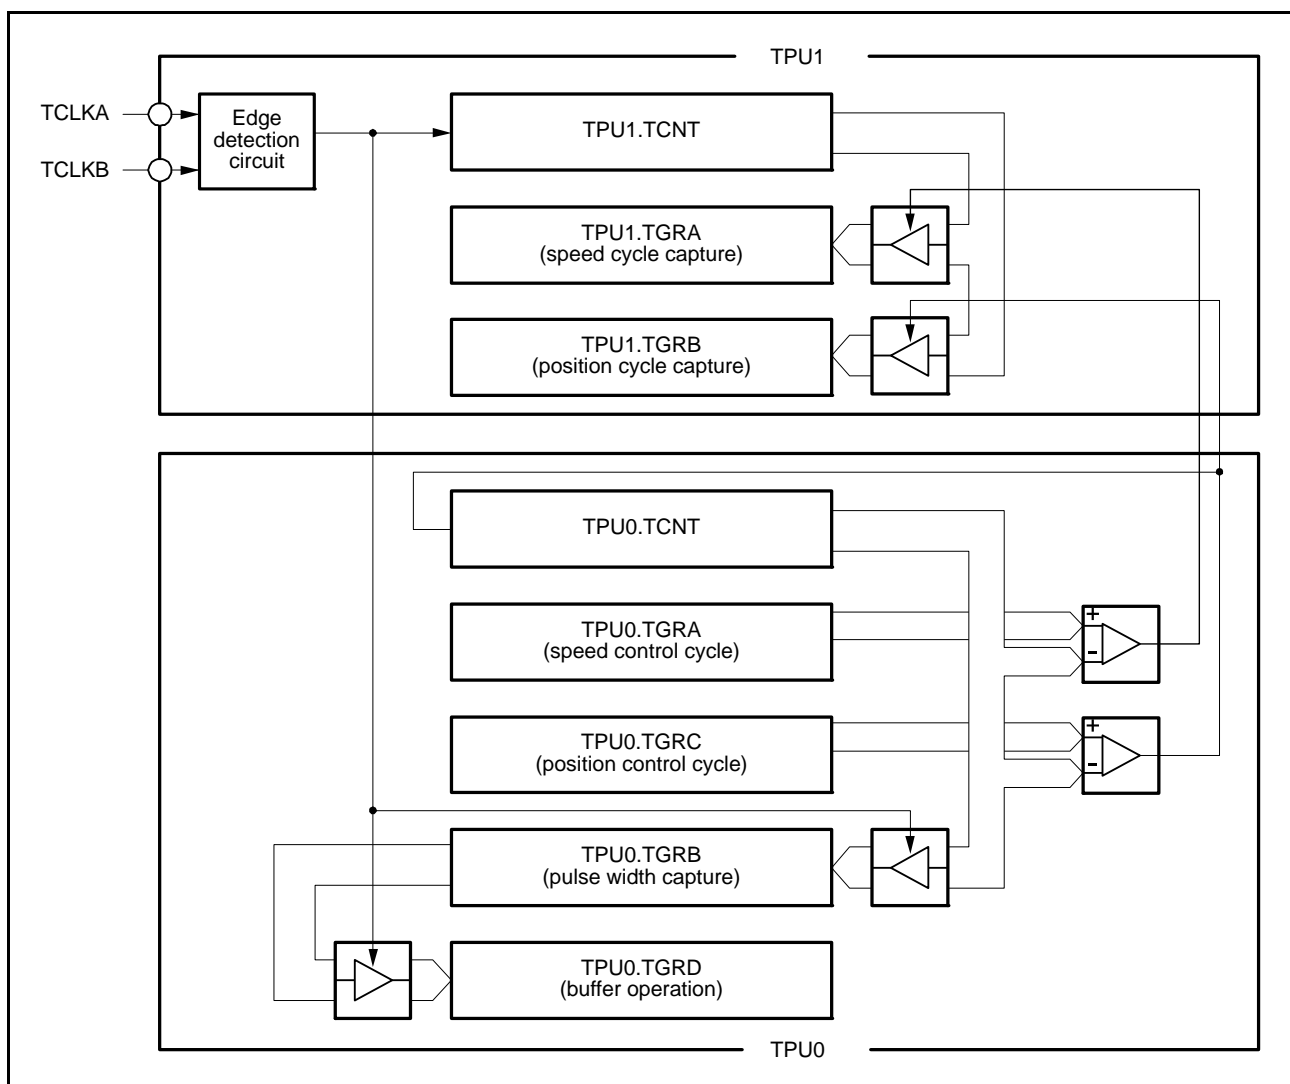 TPU1
TCLKA
TCLKB
Edge
detection
circuit
TPU1.TCNT
TPU1.TGRA
(speed cycle capture)
TPU1.TGRB
(position cycle capture)
TPU0.TCNT
TPU0.TGRA
(speed control cycle)
+
-
TPU0.TGRC
(position control cycle)
+
-
TPU0.TGRB
(pulse width capture)
TPU0.TGRD
(buffer operation)
TPU0